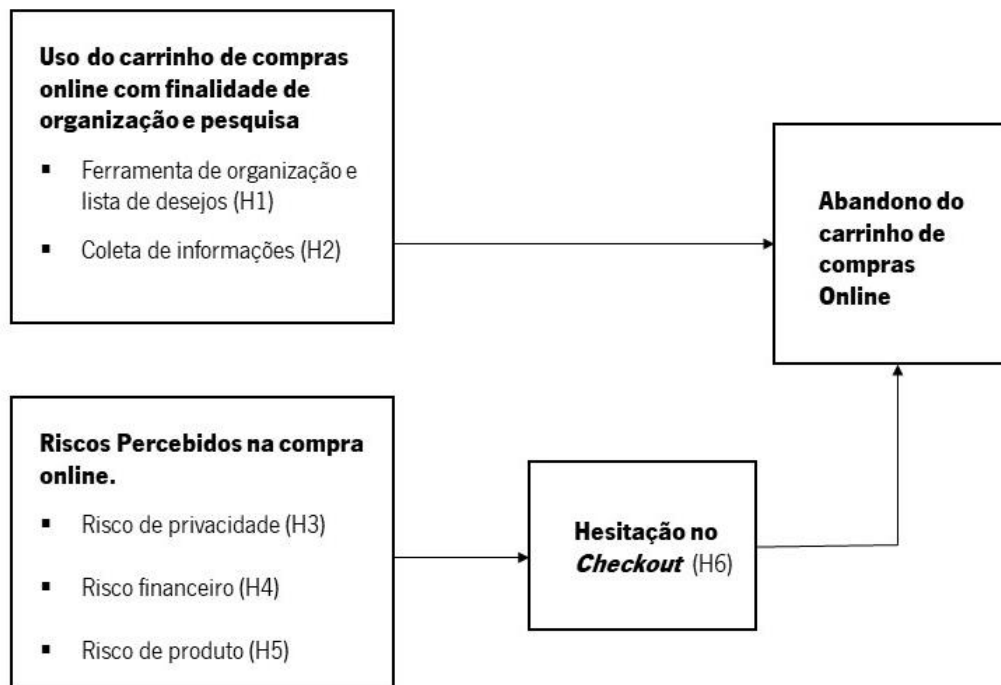 Uso do carrinho de compras
online com finalidade de
organização e pesquisa
▪ Ferramenta de organização e
lista de desejos (H1)
▪ Coleta de informações (H2)
Abandono do
carrinho de
compras
Online
Riscos Percebidos na compra
online.
▪ Risco de privacidade (H3)
▪ Risco financeiro (H4)
▪ Risco de produto (H5)
Hesitação no
Checkout (H6)